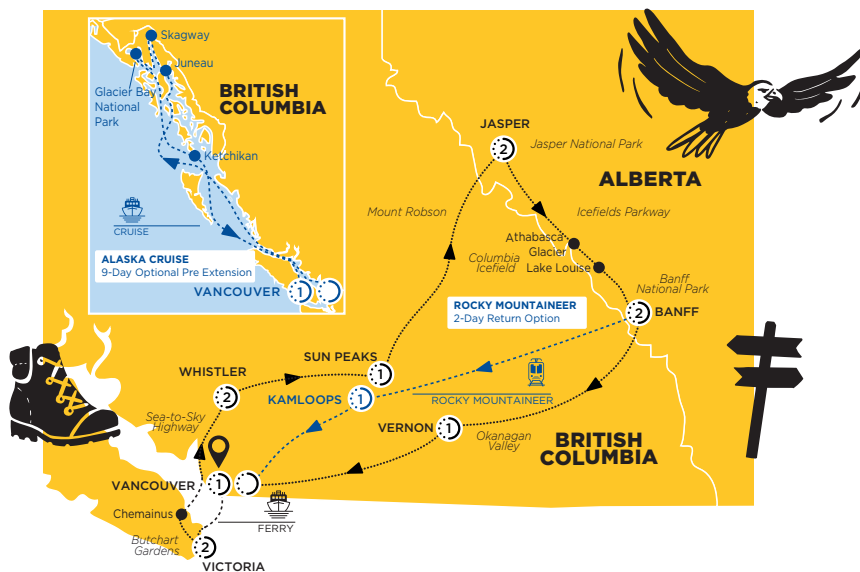 Skagway
Juneau
Glacier Bay
National
Park
BRITISH
COLUMBIA
Ketchikan
CRUISE
ALASKA CRUISE
9-Day Optional Pre Extension
VANCOUVER
1
JASPER
2
Jasper National Park
ALBERTA
Mount Robson
Icefields Parkway
Athabasca
Glacier
Columbia
Icefield
Lake Louise
Banff
National Park
ROCKY MOUNTAINEER
2-Day Return Option
2
BANFF
SUN PEAKS
1
WHISTLER
2
KAMLOOPS
1
ROCKY MOUNTAINEER
Sea-to-Sky
Highway
VERNON
1
Okanagan
Valley
BRITISH
COLUMBIA
VANCOUVER
1
Chemainus
FERRY
Butchart
Gardens
2
VICTORIA